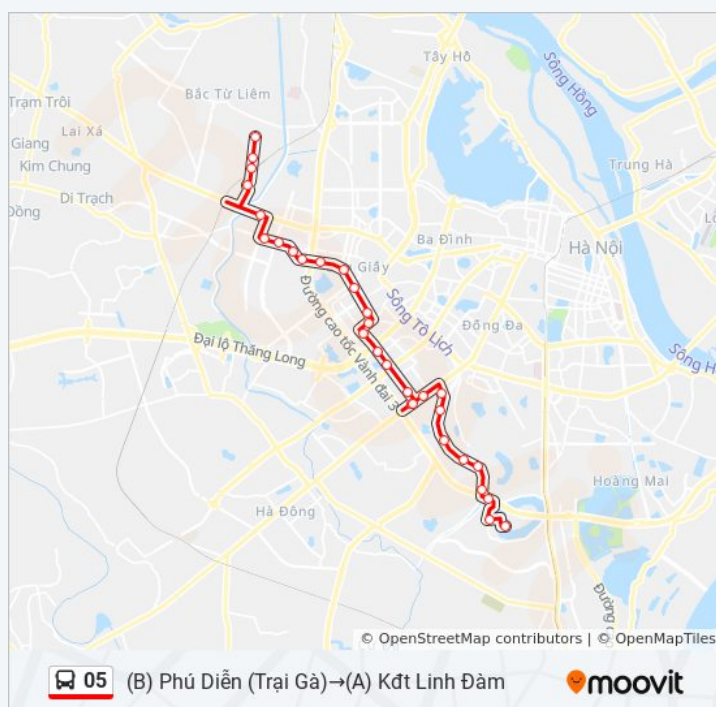 Tây Hồ
Sông Hồng
Bắc Từ Liêm
Trạm Trôi
Lai Xá
Giang
Kim Chung
Trung Hà
Di Trạch
Ba Đình
Hà Nội
Giấy
Đường cao tốc Vành đai 3
Sông Tô Lịch
Đống Đa
Đại lộ Thăng Long
Sông H
Hoàng Mai
Hà Đông
Đường
© OpenStreetMap contributors | © OpenMapTiles
05 (B) Phú Diễn (Trại Gà)→(A) Kđt Linh Đàm
moovit